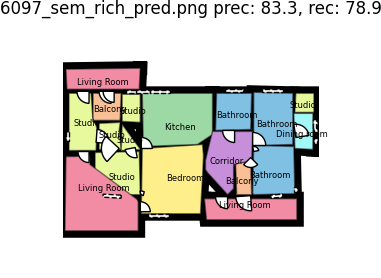 6097_sem_rich_pred.png prec: 83.3, rec: 78.9
Living Room
Balcony
Studio
Studio
Studio
Kitchen
Bathroom
Bathroom
Dining room
Studio
Studio
Corridor
Studio
Living Room
Bedroom
Balcony
Bathroom
Living Room